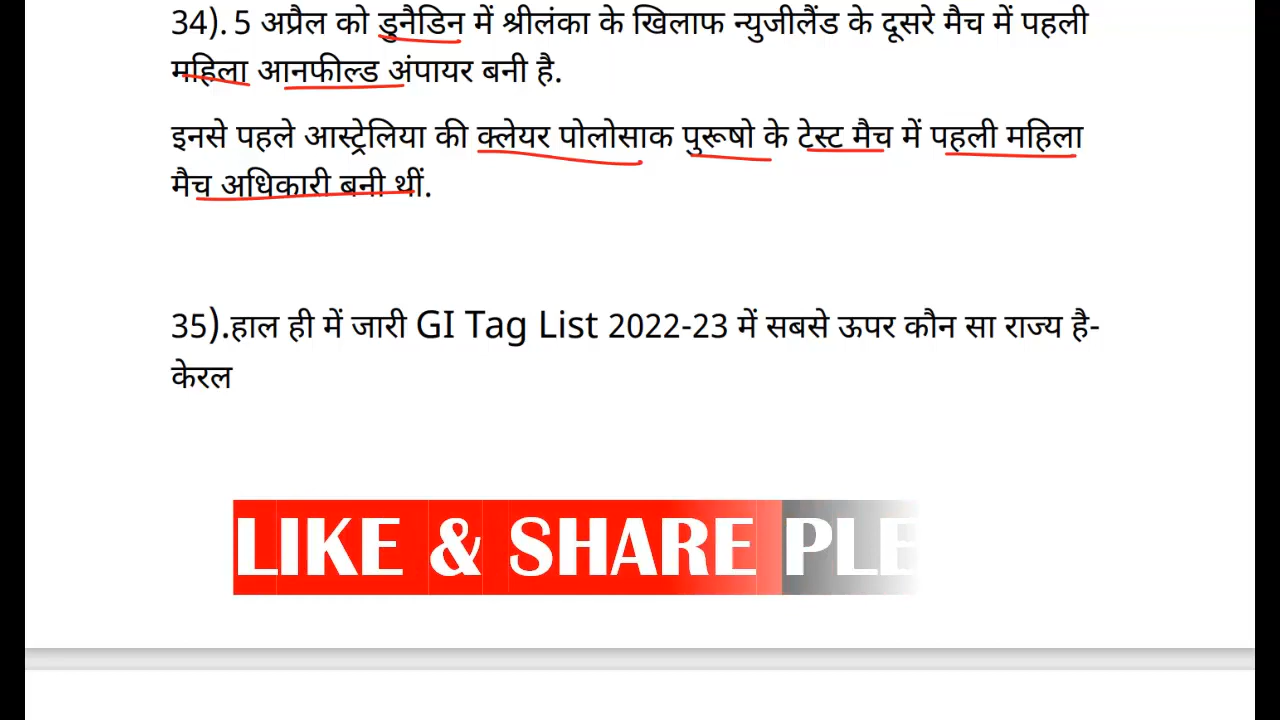 34). 5 अप्रैल को डुनैडिन में श्रीलंका के खिलाफ न्युजीलैंड के दूसरे मैच में पहली
महिला आनफील्ड अंपायर बनी है.
इनसे पहले आस्ट्रेलिया की क्लेयर पोलोसाक पुरूषो के टेस्ट मैच में पहली महिला
मैच अधिकारी बनी थीं.
35).हाल ही में जारी GI Tag List 2022-23 में सबसे ऊपर कौन सा राज्य है-
केरल
LIKE & SHARE PLE